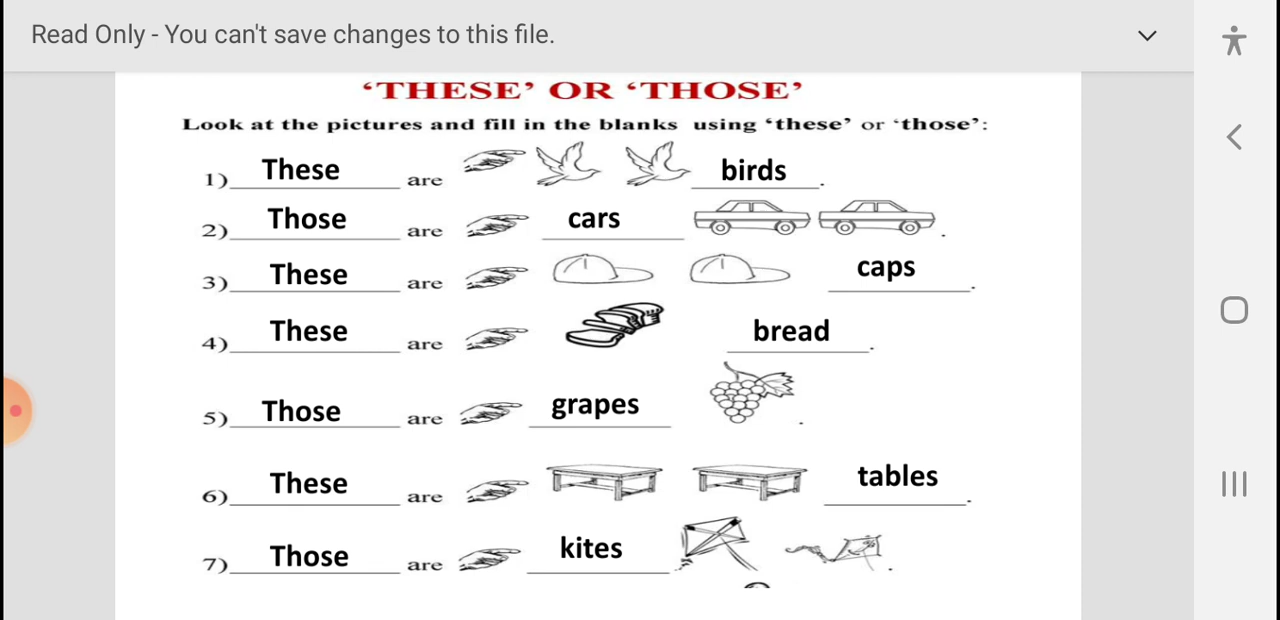 Read Only - You can't save changes to this file.
‘THESE’ OR ‘THOSE’
Look at the pictures and fill in the blanks using ‘these’ or ‘those’:
1) These are birds.
2) Those are cars.
3) These are caps.
4) These are bread.
5) Those are grapes.
6) These are tables.
7) Those are kites.